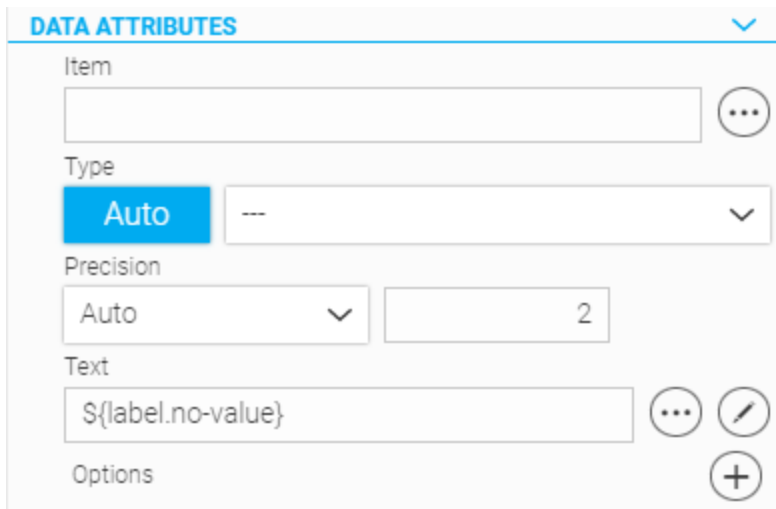 DATA ATTRIBUTES
Item
Type
Auto ---
Precision
Auto 2
Text
${label.no-value}
Options